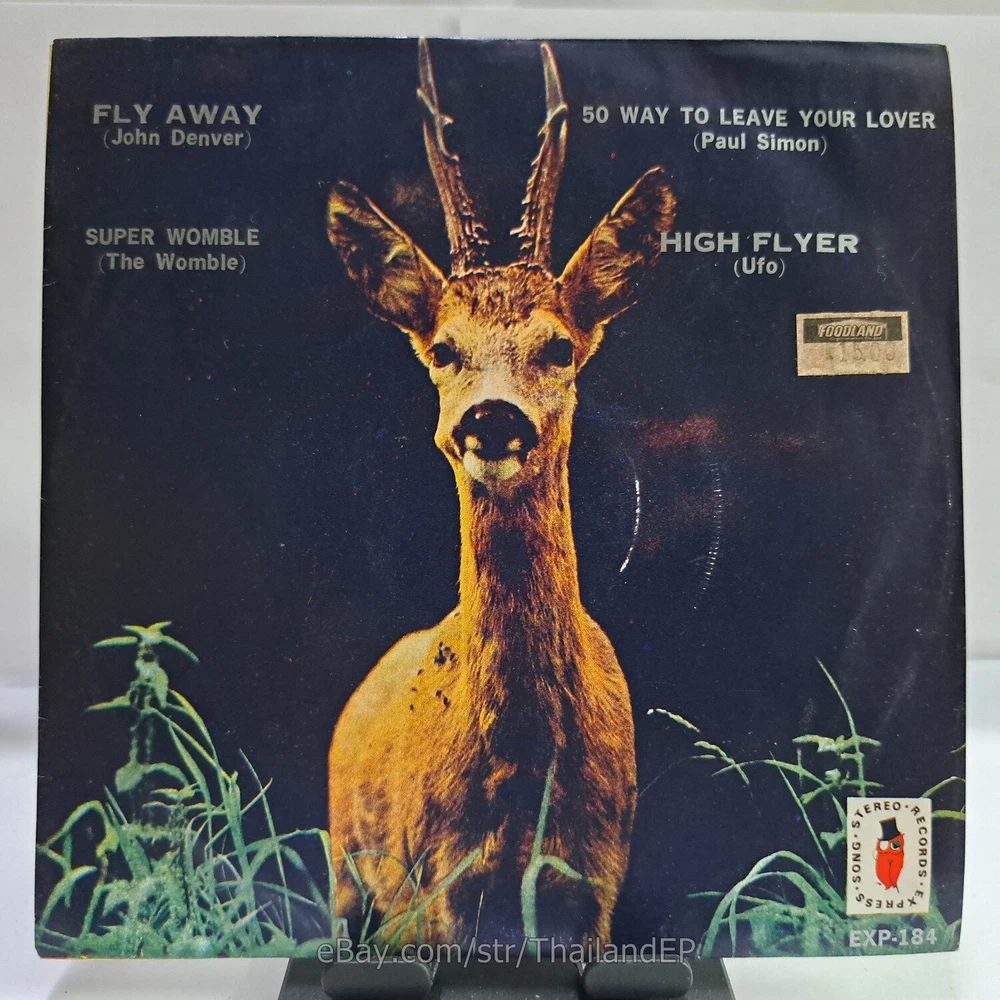 FLY AWAY
(John Denver)
50 WAY TO LEAVE YOUR LOVER
(Paul Simon)
SUPER WOMBLE
(The Womble)
HIGH FLYER
(Ufo)
FOODLAND
EXPRESS • SONG • STEREO • RECORDS •
EXP-184
eBay.com/str/ThailandEP